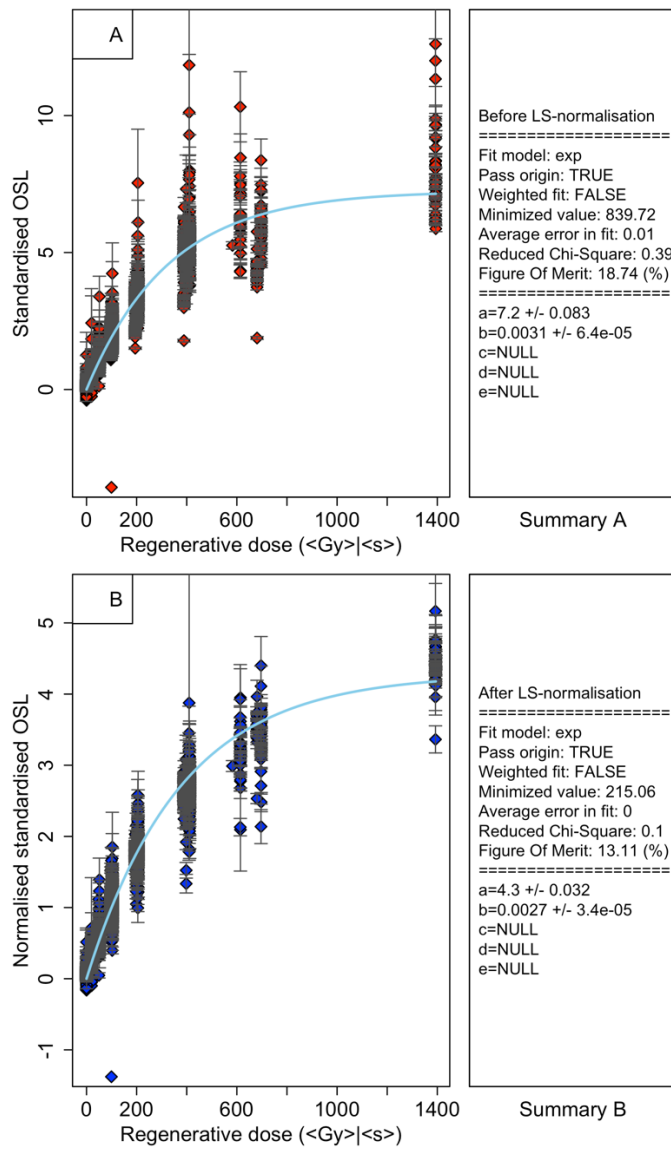 A
10
5
0
Standardised OSL
0 200 600 1000 1400
Regenerative dose (<Gy>|<s>)
Before LS-normalisation
====================
Fit model: exp
Pass origin: TRUE
Weighted fit: FALSE
Minimized value: 839.72
Average error in fit: 0.01
Reduced Chi-Square: 0.39
Figure Of Merit: 18.74 (%)
====================
a=7.2 +/- 0.083
b=0.0031 +/- 6.4e-05
c=NULL
d=NULL
e=NULL
Summary A
B
5
4
3
2
1
0
-1
Normalised standardised OSL
0 200 600 1000 1400
Regenerative dose (<Gy>|<s>)
After LS-normalisation
====================
Fit model: exp
Pass origin: TRUE
Weighted fit: FALSE
Minimized value: 215.06
Average error in fit: 0
Reduced Chi-Square: 0.1
Figure Of Merit: 13.11 (%)
====================
a=4.3 +/- 0.032
b=0.0027 +/- 3.4e-05
c=NULL
d=NULL
e=NULL
Summary B